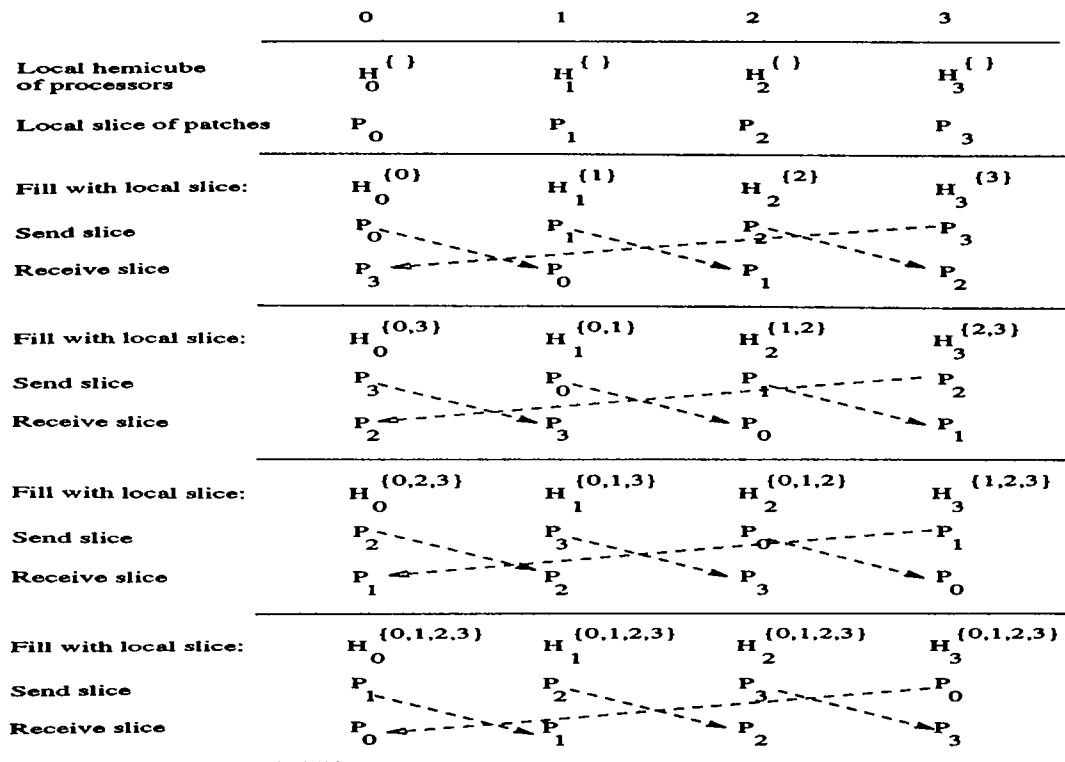 0 1 2 3
Local hemicube of processors H₀^{ } H₁^{ } H₂^{ } H₃^{ }
Local slice of patches P₀ P₁ P₂ P₃
Fill with local slice: H₀^{0} H₁^{1} H₂^{2} H₃^{3}
Send slice P₀ P₁ P₂ P₃
Receive slice P₃ P₀ P₁ P₂
Fill with local slice: H₀^{0,3} H₁^{0,1} H₂^{1,2} H₃^{2,3}
Send slice P₃ P₀ P₁ P₂
Receive slice P₂ P₃ P₀ P₁
Fill with local slice: H₀^{0,2,3} H₁^{0,1,3} H₂^{0,1,2} H₃^{1,2,3}
Send slice P₂ P₃ P₀ P₁
Receive slice P₁ P₂ P₃ P₀
Fill with local slice: H₀^{0,1,2,3} H₁^{0,1,2,3} H₂^{0,1,2,3} H₃^{0,1,2,3}
Send slice P₁ P₂ P₃ P₀
Receive slice P₀ P₁ P₂ P₃